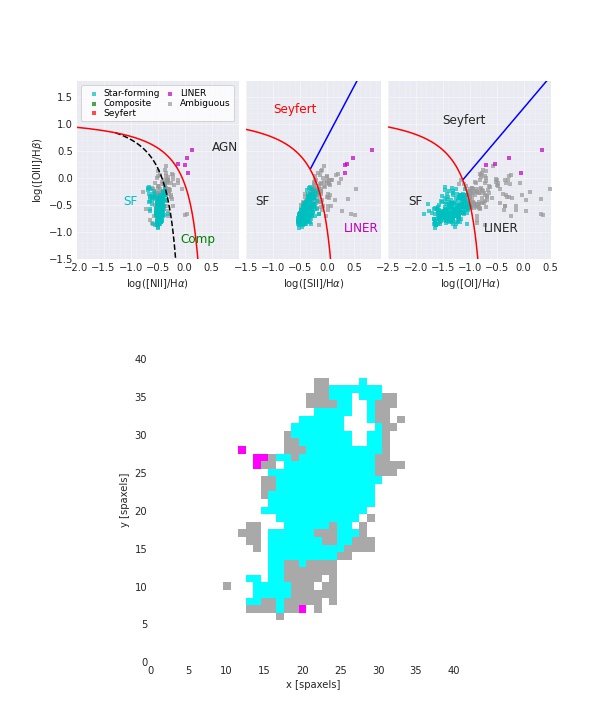 Star-forming
LINER
Composite
Ambiguous
Seyfert
AGN
SF
Comp
Seyfert
SF
LINER
Seyfert
SF
LINER
1.5
1.0
0.5
0.0
−0.5
−1.0
−1.5
log([OIII]/Hβ)
−2.0 −1.5 −1.0 −0.5 0.0 0.5
−1.5 −1.0 −0.5 0.0 0.5 1.0
−2.5 −2.0 −1.5 −1.0 −0.5 0.0 0.5
log([NII]/Hα)
log([SII]/Hα)
log([OI]/Hα)
40
35
30
25
20
15
10
5
0
y [spaxels]
0 5 10 15 20 25 30 35 40
x [spaxels]